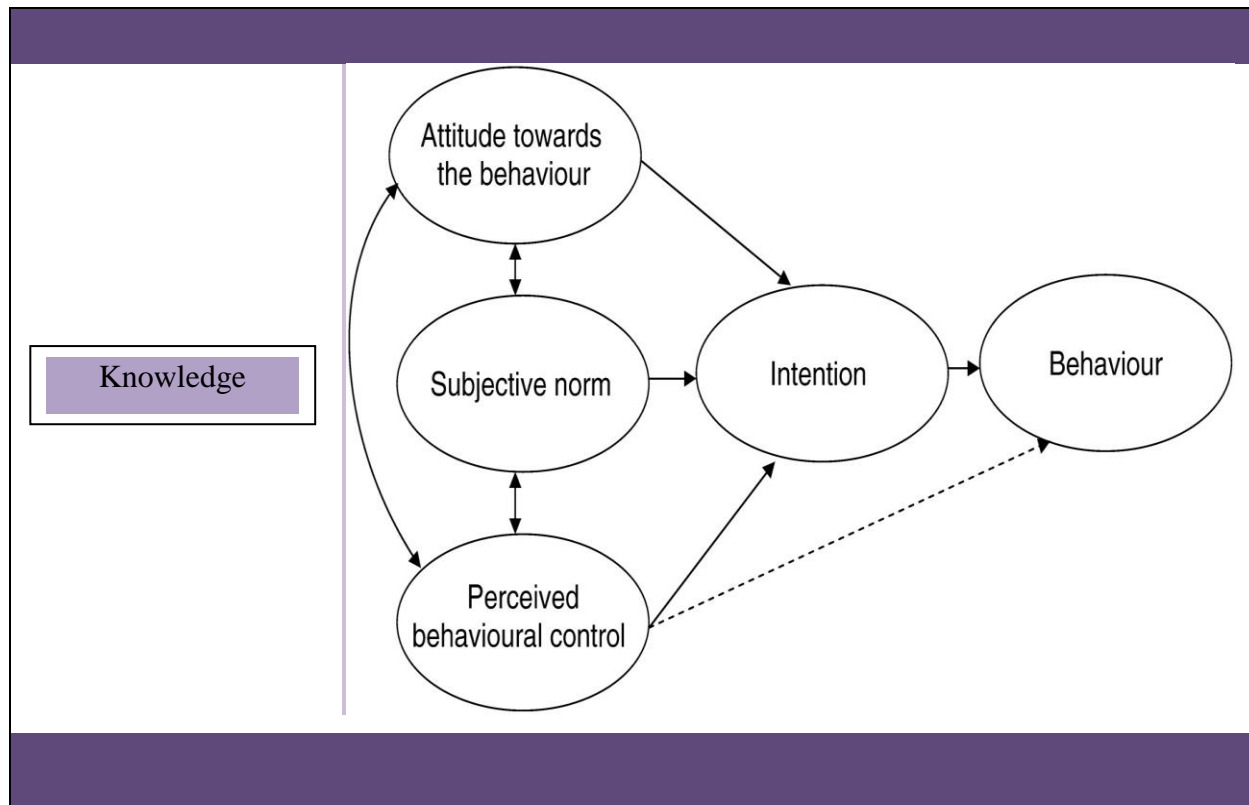 Attitude towards
the behaviour
Knowledge
Subjective norm
Intention
Behaviour
Perceived
behavioural control